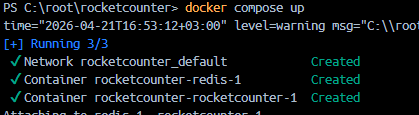 PS C:\root\rocketcounter> docker compose up
time="2026-04-21T16:53:12+03:00" level=warning msg="C:\\root
[+] Running 3/3
✔Network rocketcounter_default Created
✔Container rocketcounter-redis-1 Created
✔Container rocketcounter-rocketcounter-1 Created
Attaching to redis-1, rocketcounter-1